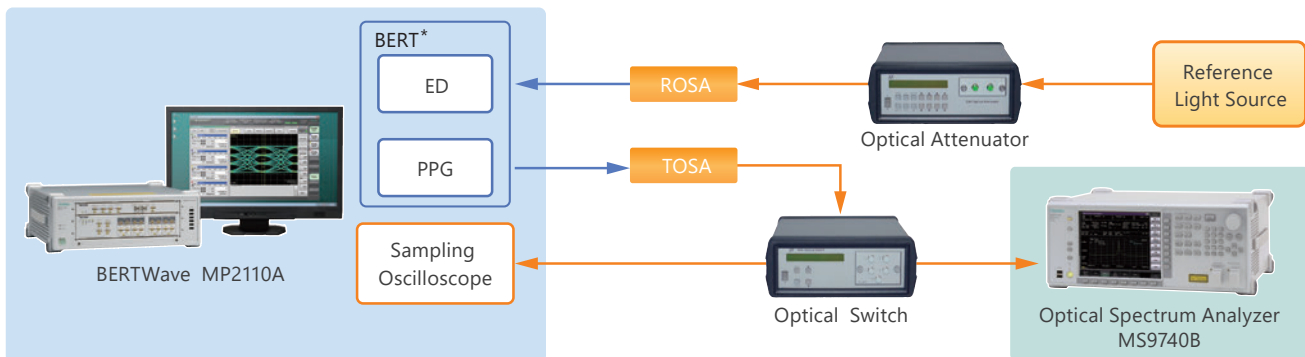 BERT*
ED
PPG
ROSA
TOSA
Optical Attenuator
Reference
Light Source
Sampling
Oscilloscope
BERTWave MP2110A
Optical Switch
Optical Spectrum Analyzer
MS9740B